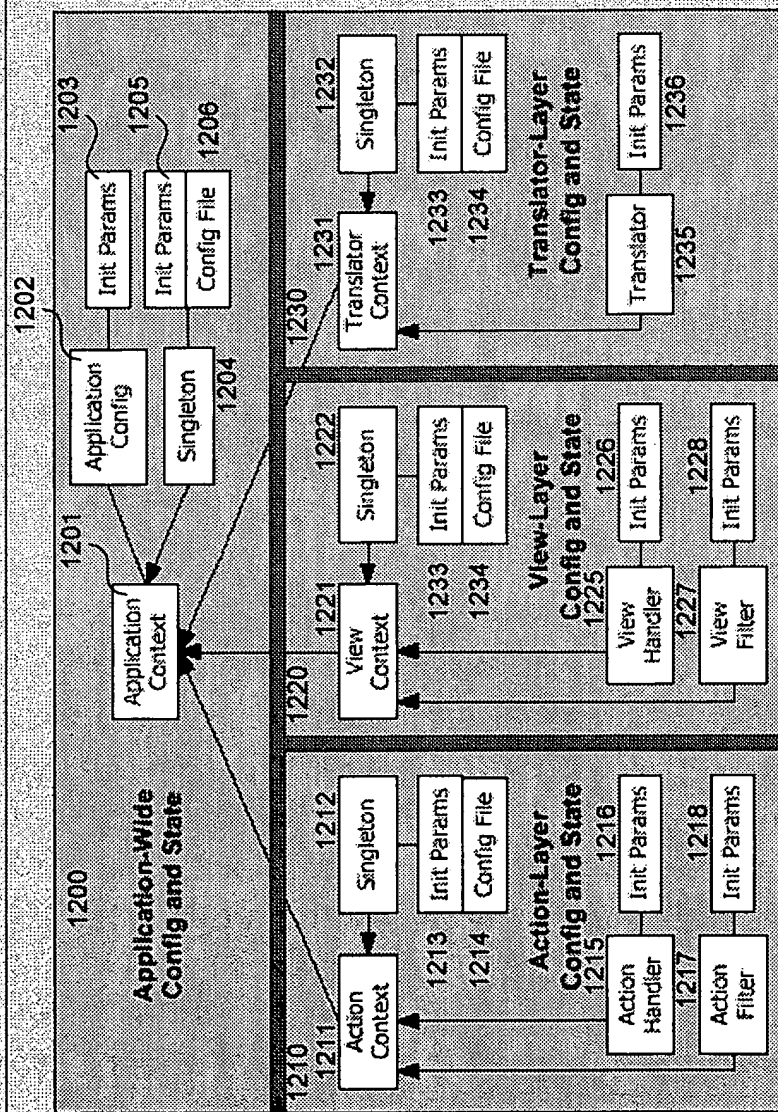 1200
Application-Wide
Config and State
1201
Application
Context
1202
Application
Config
Init Params
1203
Singleton
1204
Init Params
1205
Config File
1206
1210
1211
Action
Context
Singleton
1212
1213
Init Params
1214
Config File
Action-Layer
Config and State
1215
Action
Handler
Init Params
1216
1217
Action
Filter
Init Params
1218
1220
1221
View
Context
Singleton
1222
1233
Init Params
1234
Config File
View-Layer
Config and State
1225
View
Handler
Init Params
1226
1227
View
Filter
Init Params
1228
1230
1231
Translator
Context
Singleton
1232
1233
Init Params
1234
Config File
Translator-Layer
Config and State
Translator
1235
Init Params
1236